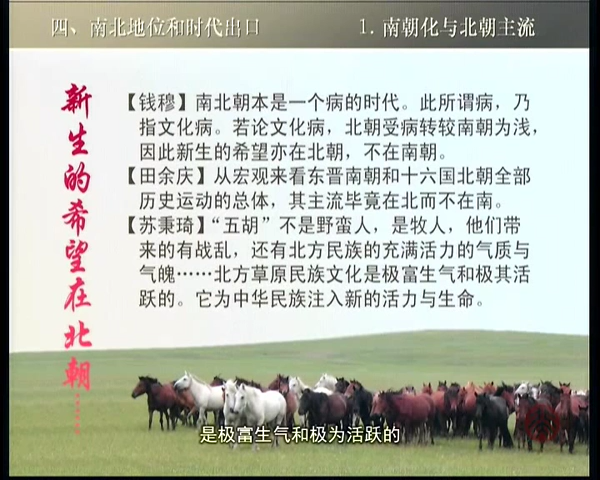 四、南北地位和时代出口
1. 南朝化与北朝主流
新生的希望在北朝……
【钱穆】南北朝本是一个病的时代。此所谓病，乃
指文化病。若论文化病，北朝受病转较南朝为浅，
因此新生的希望亦在北朝，不在南朝。
【田余庆】从宏观来看东晋南朝和十六国北朝全部
历史运动的总体，其主流毕竟在北而不在南。
【苏秉琦】“五胡”不是野蛮人，是牧人，他们带
来的有战乱，还有北方民族的充满活力的气质与
气魄……北方草原民族文化是极富生气和极其活
跃的。它为中华民族注入新的活力与生命。
是极富生气和极为活跃的